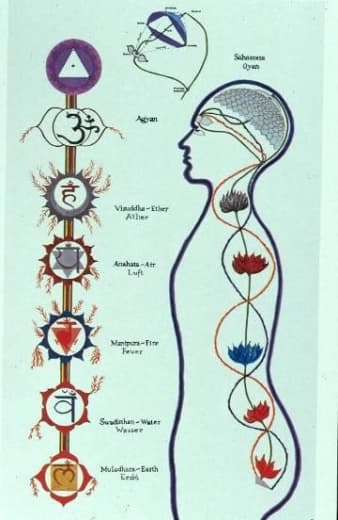 Sahasrara
Gyan
ॐ
Agyan
हं
Visuddha-Ether
Äther
यं
Anahata-Air
Luft
रं
Manipura-Fire
Feuer
वं
Swadisthan-Water
Wasser
Muladhara-Earth
Erde